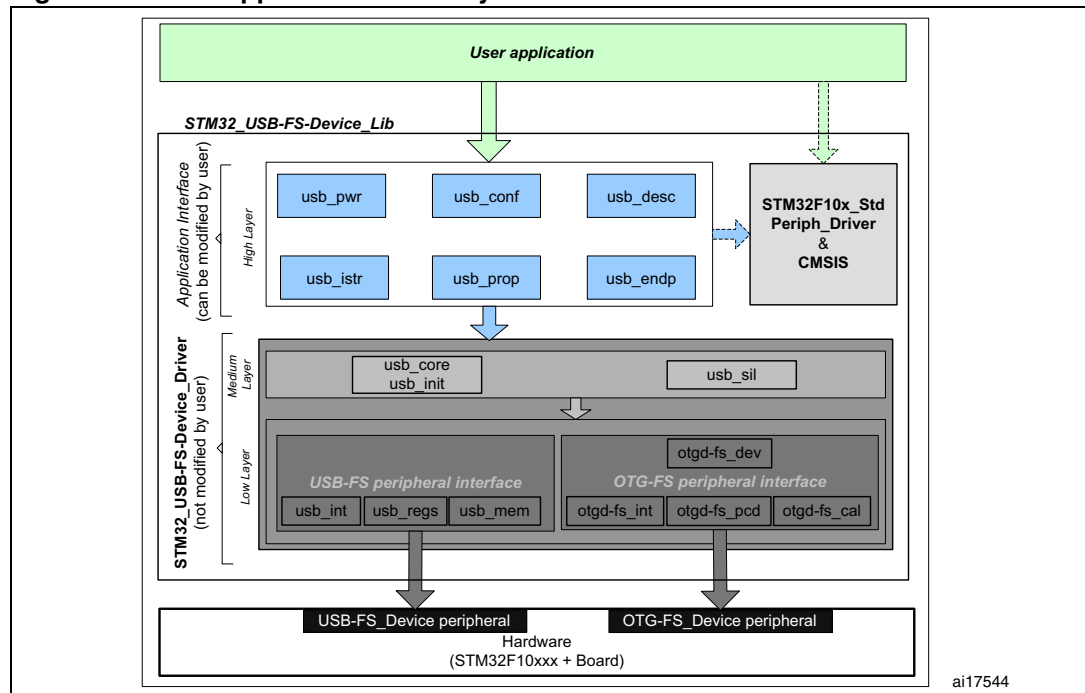 User application
STM32_USB-FS-Device_Lib
Application Interface
(can be modified by user)
High Layer
usb_pwr
usb_conf
usb_desc
usb_istr
usb_prop
usb_endp
STM32F10x_Std
Periph_Driver
&
CMSIS
STM32_USB-FS-Device_Driver
(not modified by user)
Medium
Layer
usb_core
usb_init
usb_sil
Low Layer
USB-FS peripheral interface
usb_int
usb_regs
usb_mem
otgd-fs_dev
OTG-FS peripheral interface
otgd-fs_int
otgd-fs_pcd
otgd-fs_cal
USB-FS_Device peripheral
OTG-FS_Device peripheral
Hardware
(STM32F10xxx + Board)
ai17544